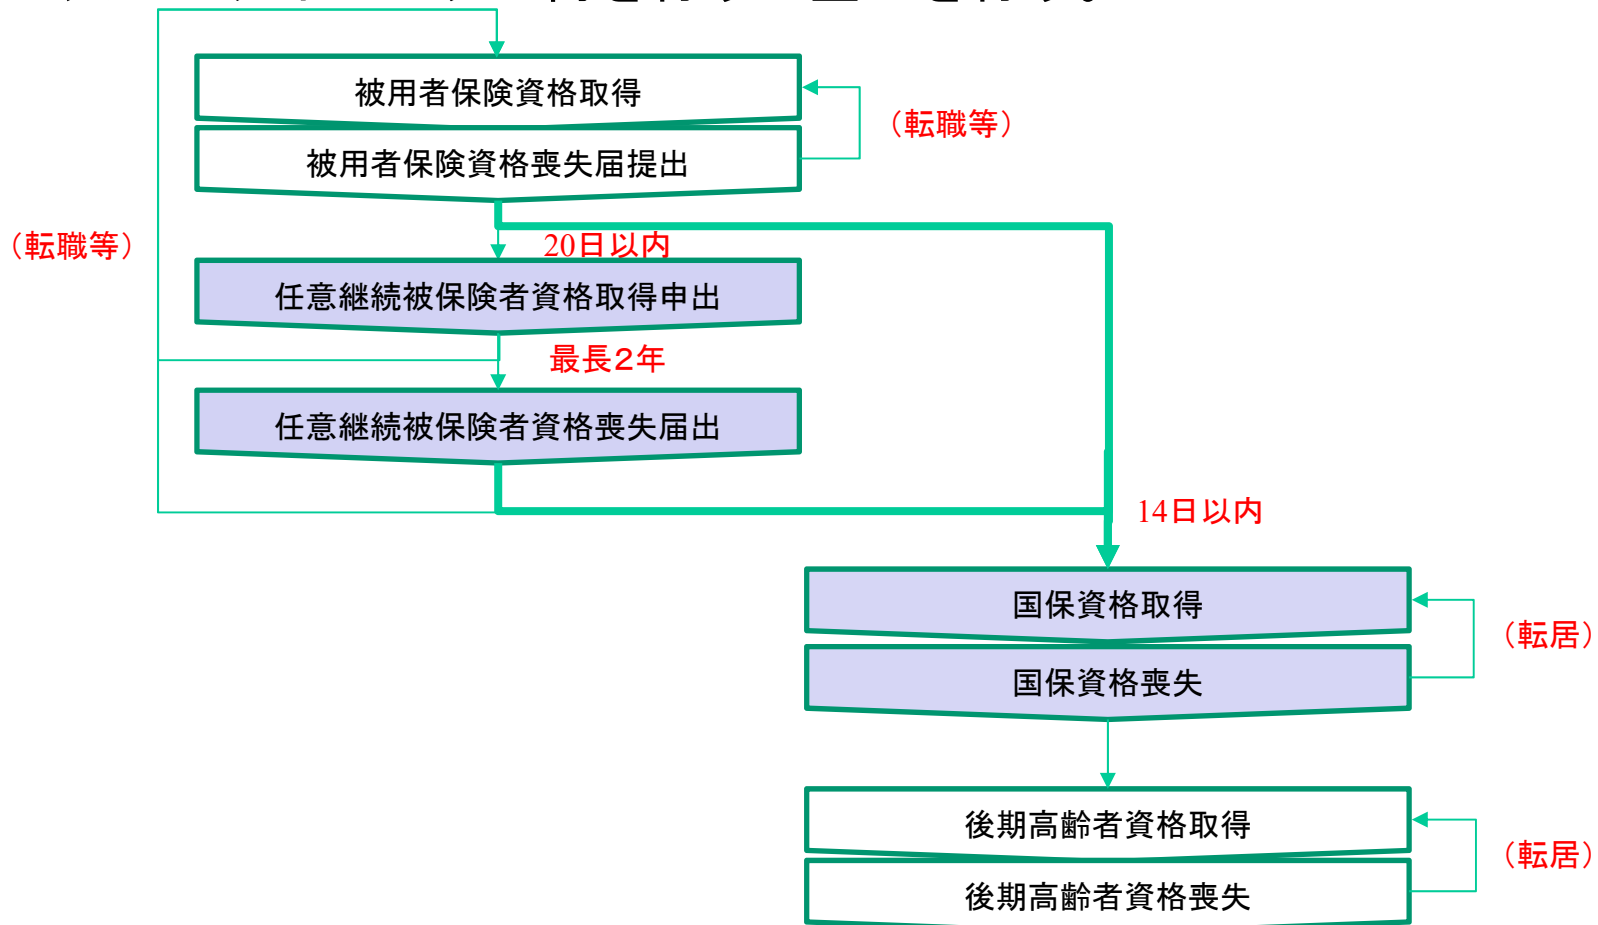 被用者保険資格取得
(転職等)
被用者保険資格喪失届提出
(転職等)
20日以内
任意継続被保険者資格取得申出
最長2年
任意継続被保険者資格喪失届出
14日以内
国保資格取得
(転居)
国保資格喪失
後期高齢者資格取得
(転居)
後期高齢者資格喪失